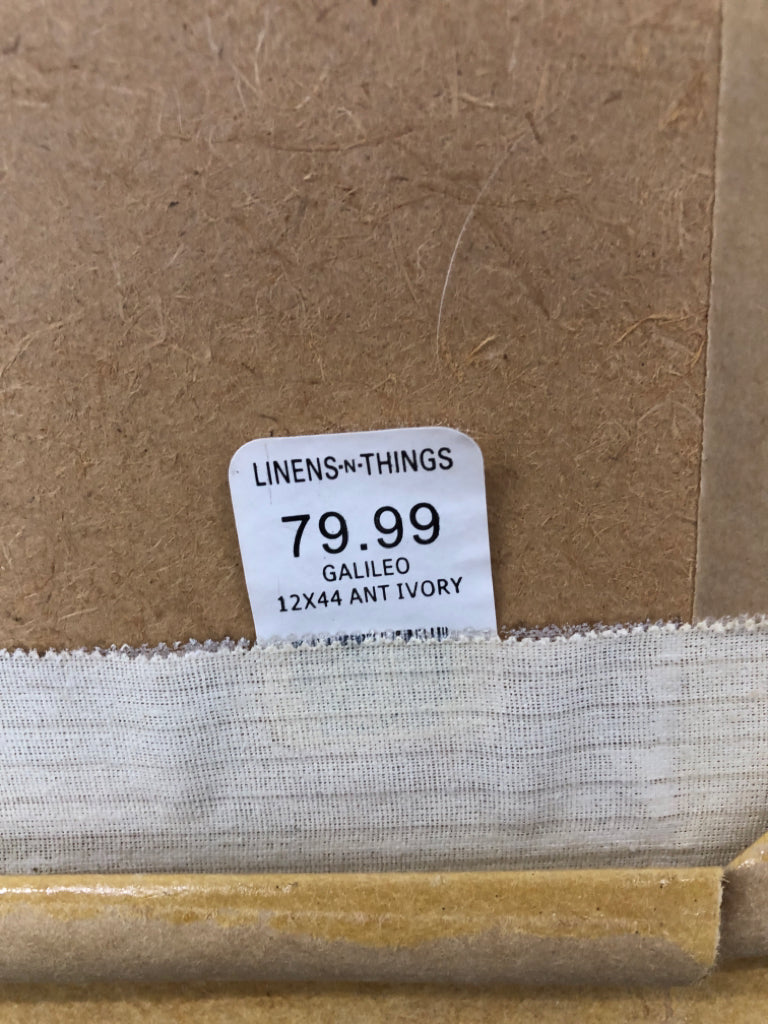 LINENS-N-THINGS
79.99
GALILEO
12X44 ANT IVORY